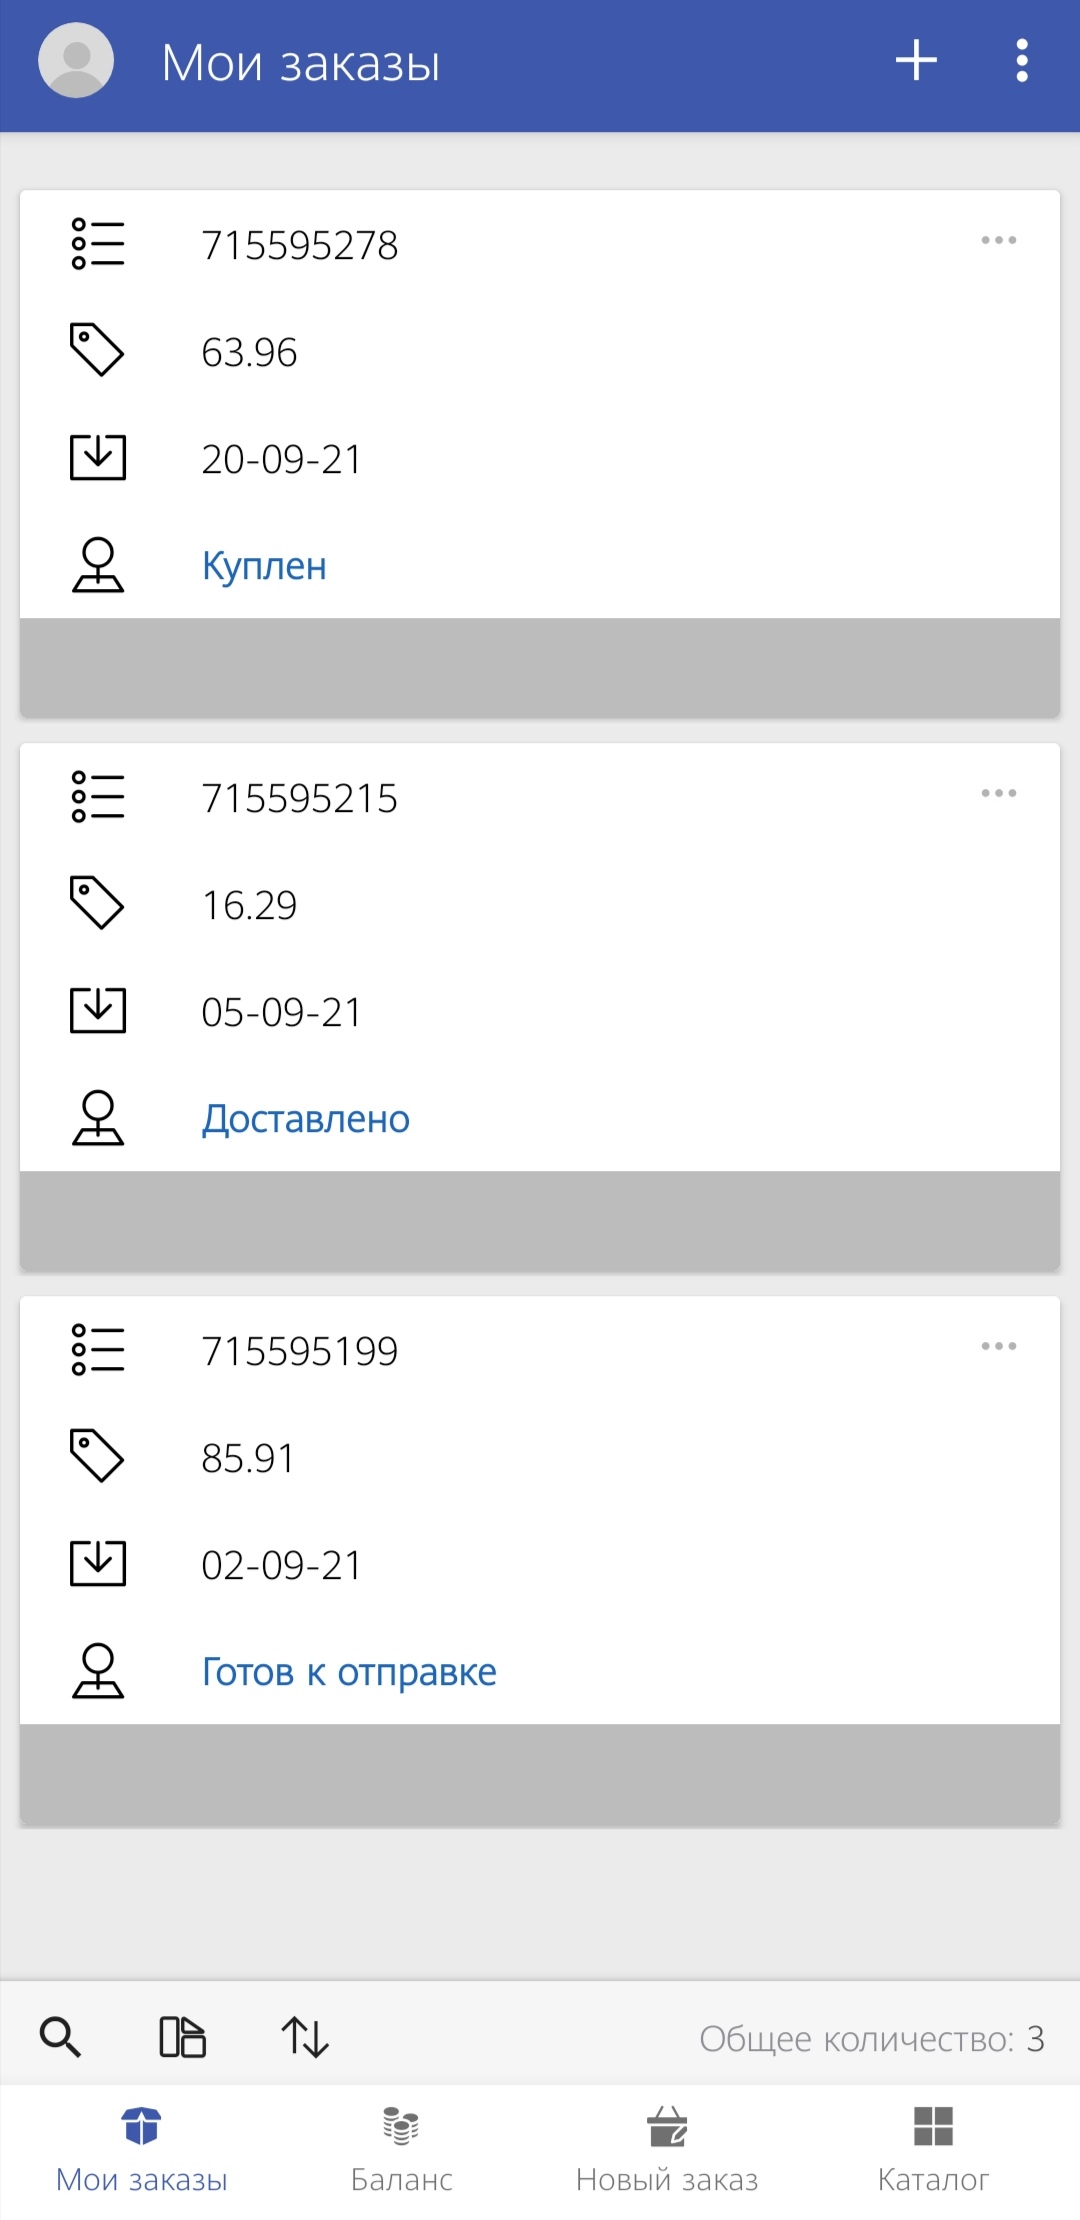 Мои заказы
715595278
63.96
20-09-21
Куплен
715595215
16.29
05-09-21
Доставлено
715595199
85.91
02-09-21
Готов к отправке
Общее количество: 3
Мои заказы
Баланс
Новый заказ
Каталог